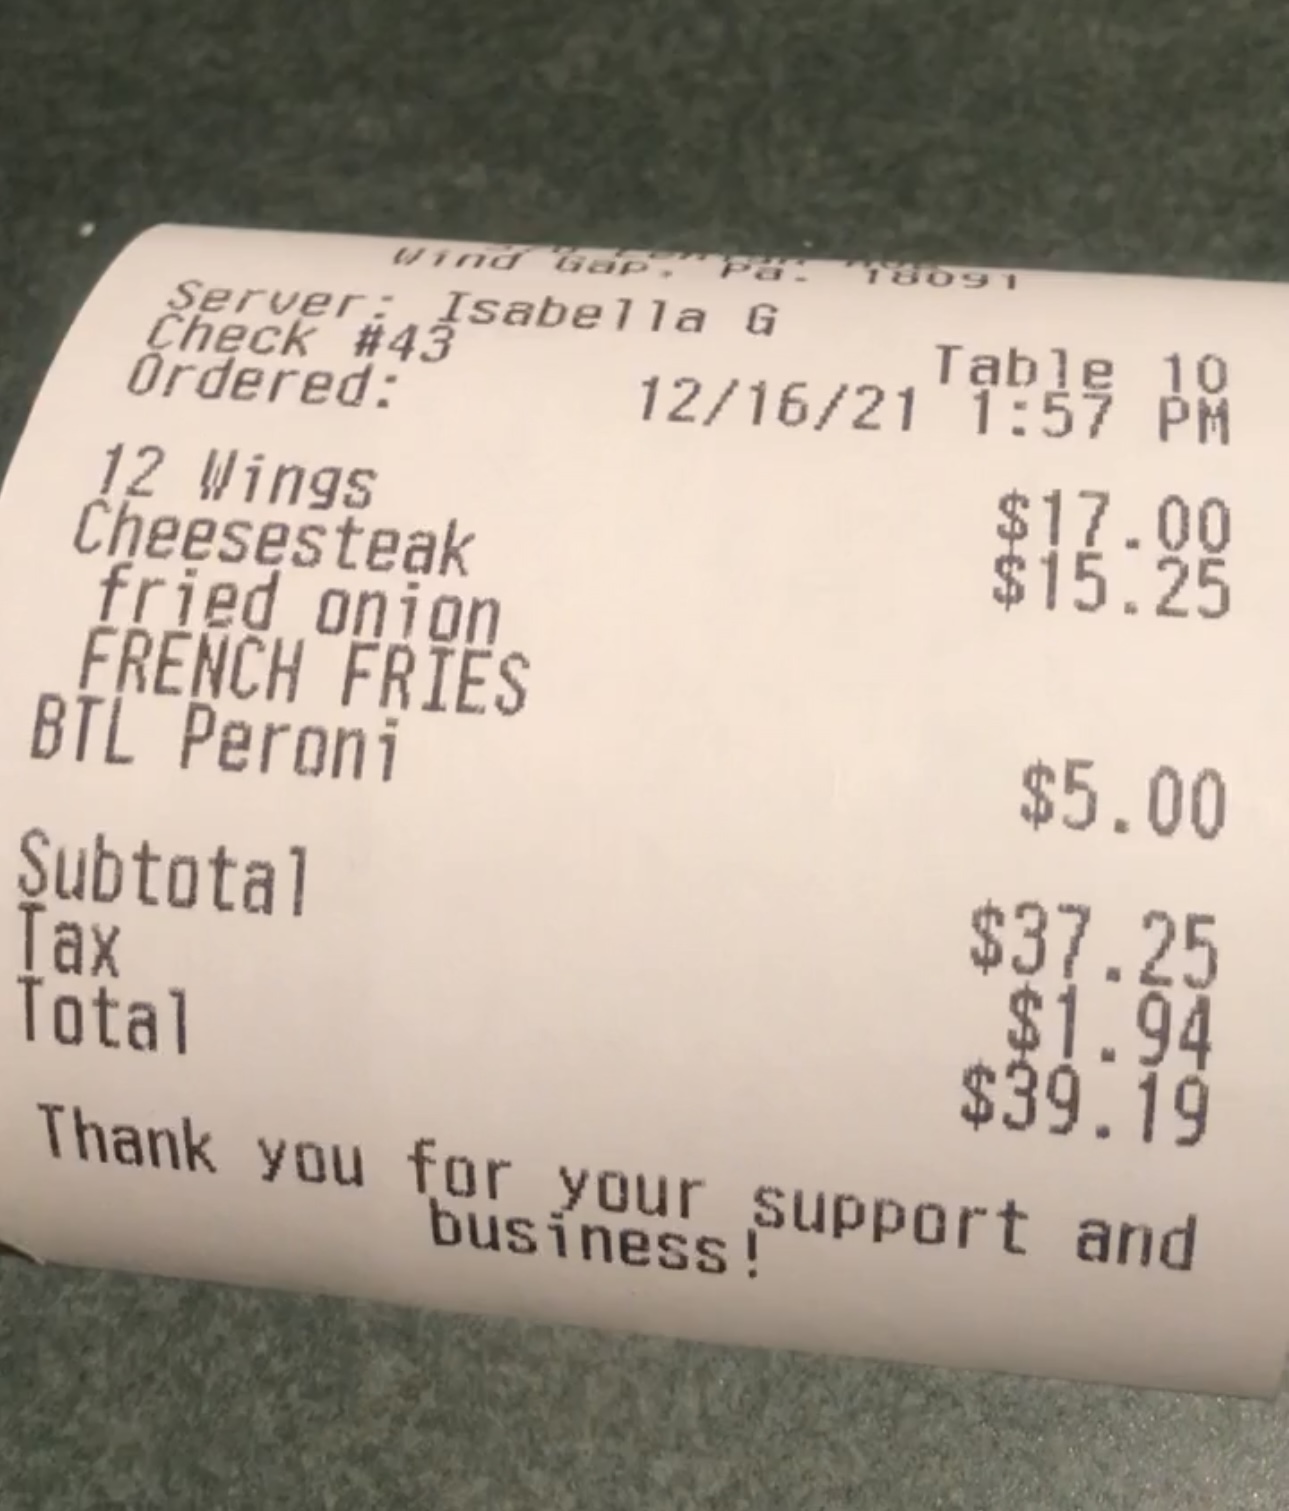 Wind Gap, Pa. 18091
Server: Isabella G
Check #43 Table 10
Ordered: 12/16/21 1:57 PM
12 Wings $17.00
Cheesesteak $15.25
fried onion
FRENCH FRIES
BTL Peroni $5.00
Subtotal $37.25
Tax $1.94
Total $39.19
Thank you for your support and
business!